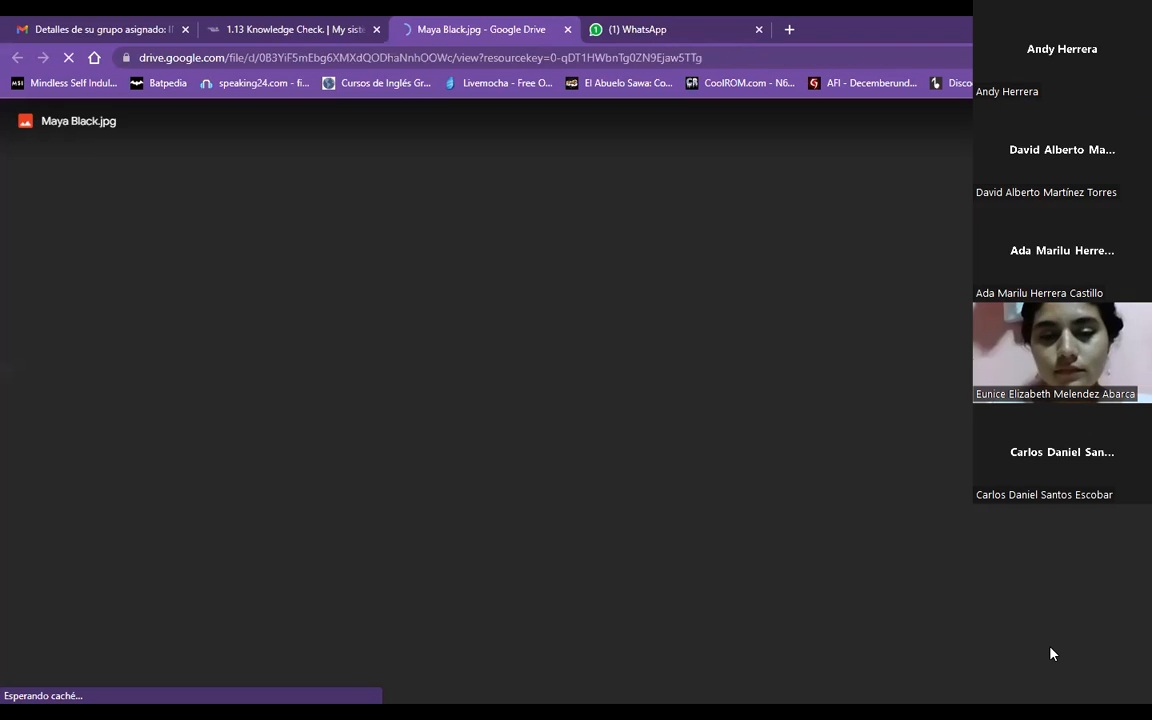 Detalles de su grupo asignado: I
1.13 Knowledge Check. | My sist
Maya Black.jpg - Google Drive
(1) WhatsApp
drive.google.com/file/d/0B3YiF5mEbg6XMXdQODhaNnhOOWc/view?resourcekey=0-qDT1HWbnTg0ZN9Ejaw5TTg
Mindless Self Indul...
Batpedia
speaking24.com - fi...
Cursos de Inglés Gr...
Livemocha - Free O...
El Abuelo Sawa: Co...
CoolROM.com - N6...
AFI - Decemberund...
Disco
Maya Black.jpg
Andy Herrera
Andy Herrera
David Alberto Ma...
David Alberto Martínez Torres
Ada Marilu Herre...
Ada Marilu Herrera Castillo
Eunice Elizabeth Melendez Abarca
Carlos Daniel San...
Carlos Daniel Santos Escobar
Esperando caché...